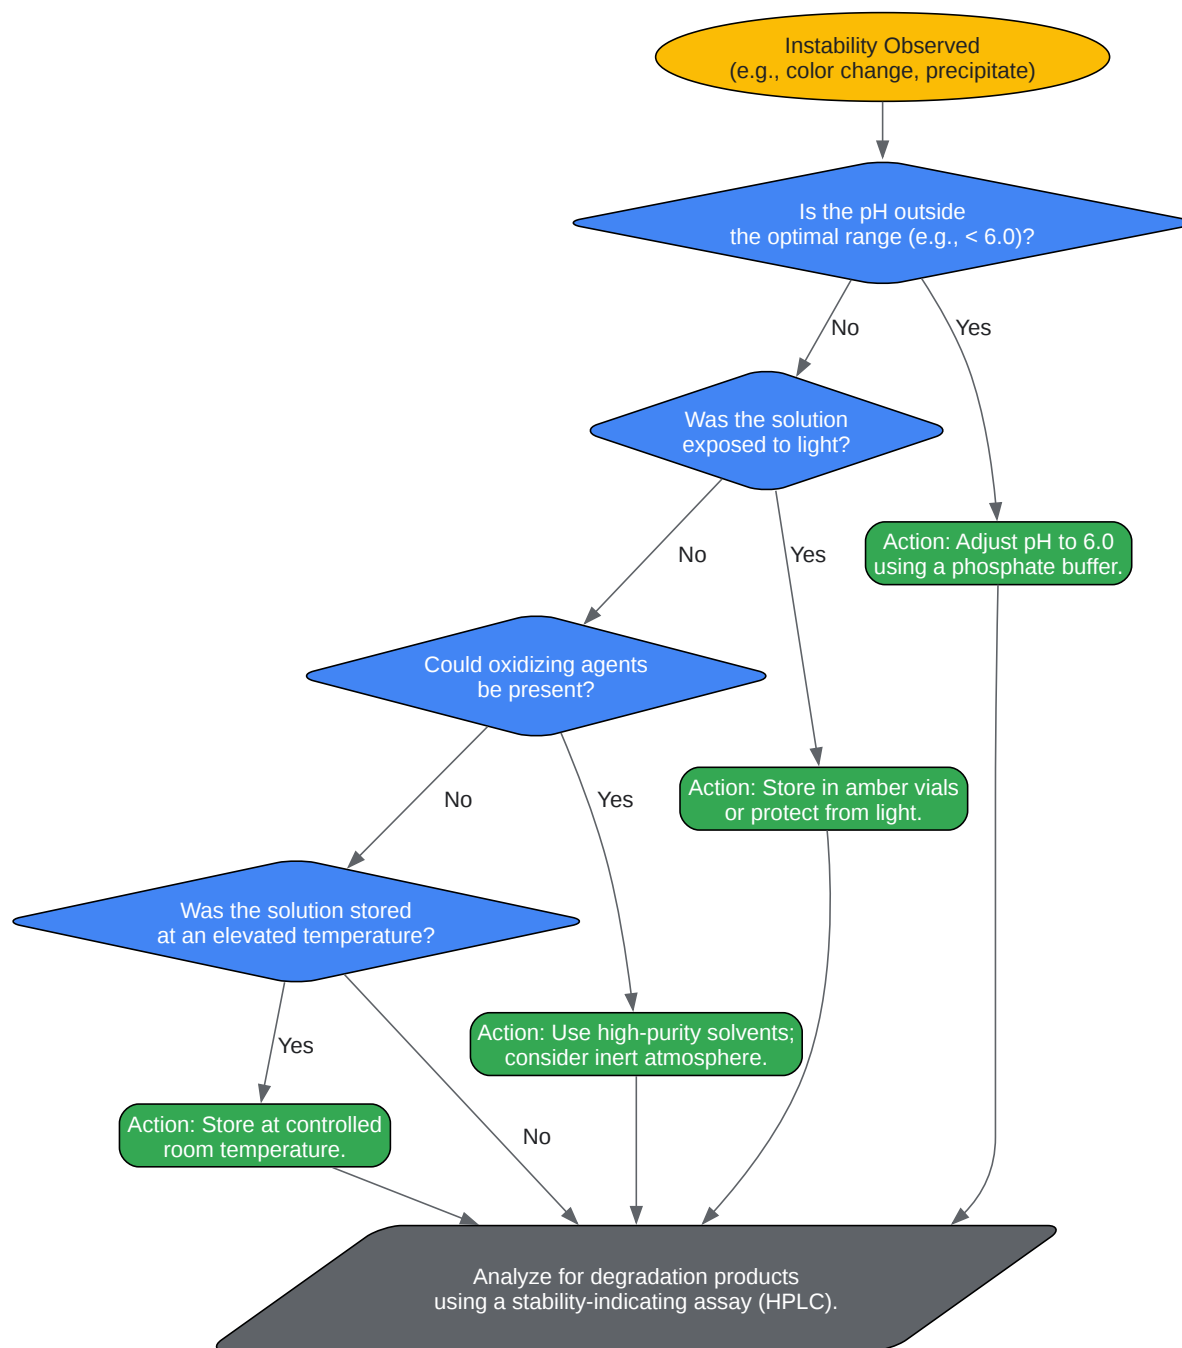 Instability Observed
(e.g., color change, precipitate)
Is the pH outside
the optimal range (e.g., < 6.0)?
No
Yes
Was the solution
exposed to light?
No
Yes
Action: Adjust pH to 6.0
using a phosphate buffer.
Could oxidizing agents
be present?
No
Yes
Action: Store in amber vials
or protect from light.
Was the solution stored
at an elevated temperature?
Yes
No
Action: Use high-purity solvents;
consider inert atmosphere.
Action: Store at controlled
room temperature.
Analyze for degradation products
using a stability-indicating assay (HPLC).